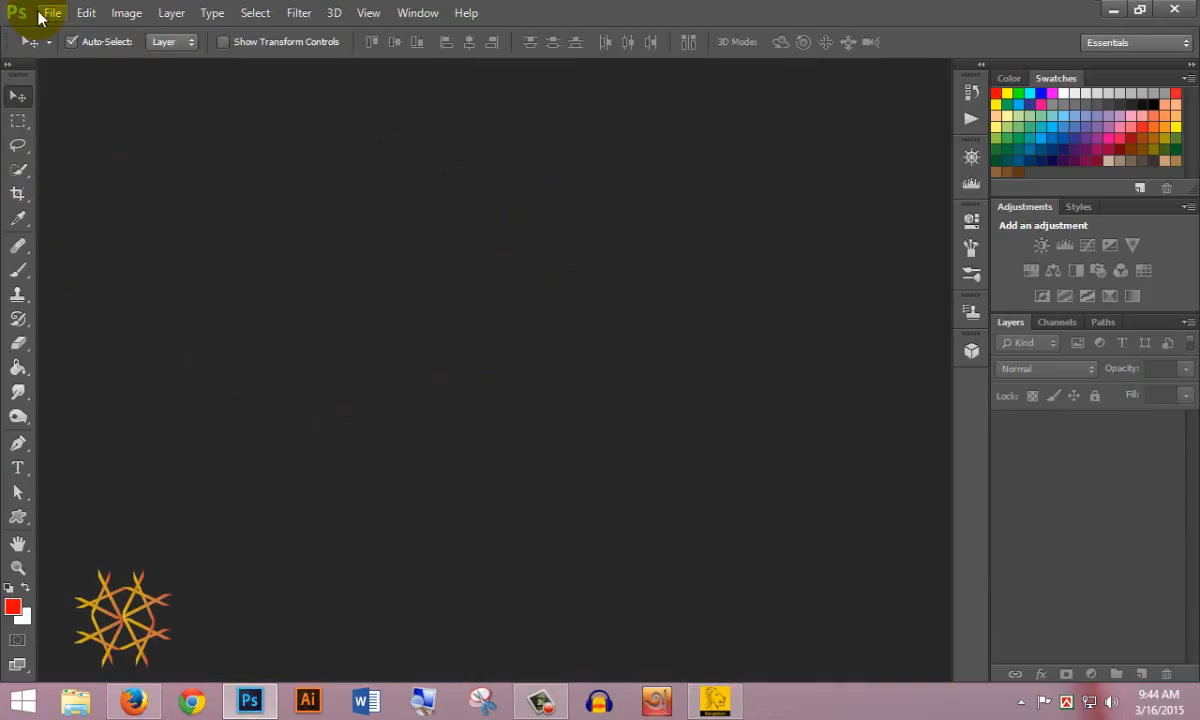 Ps File Edit Image Layer Type Select Filter 3D View Window Help
Auto-Select: Layer Show Transform Controls 3D Mode: Essentials
Color Swatches
Adjustments Styles
Add an adjustment
Layers Channels Paths
Kind
Normal Opacity:
Lock: Fill:
T
Ps Ai W
9:44 AM
3/16/2015